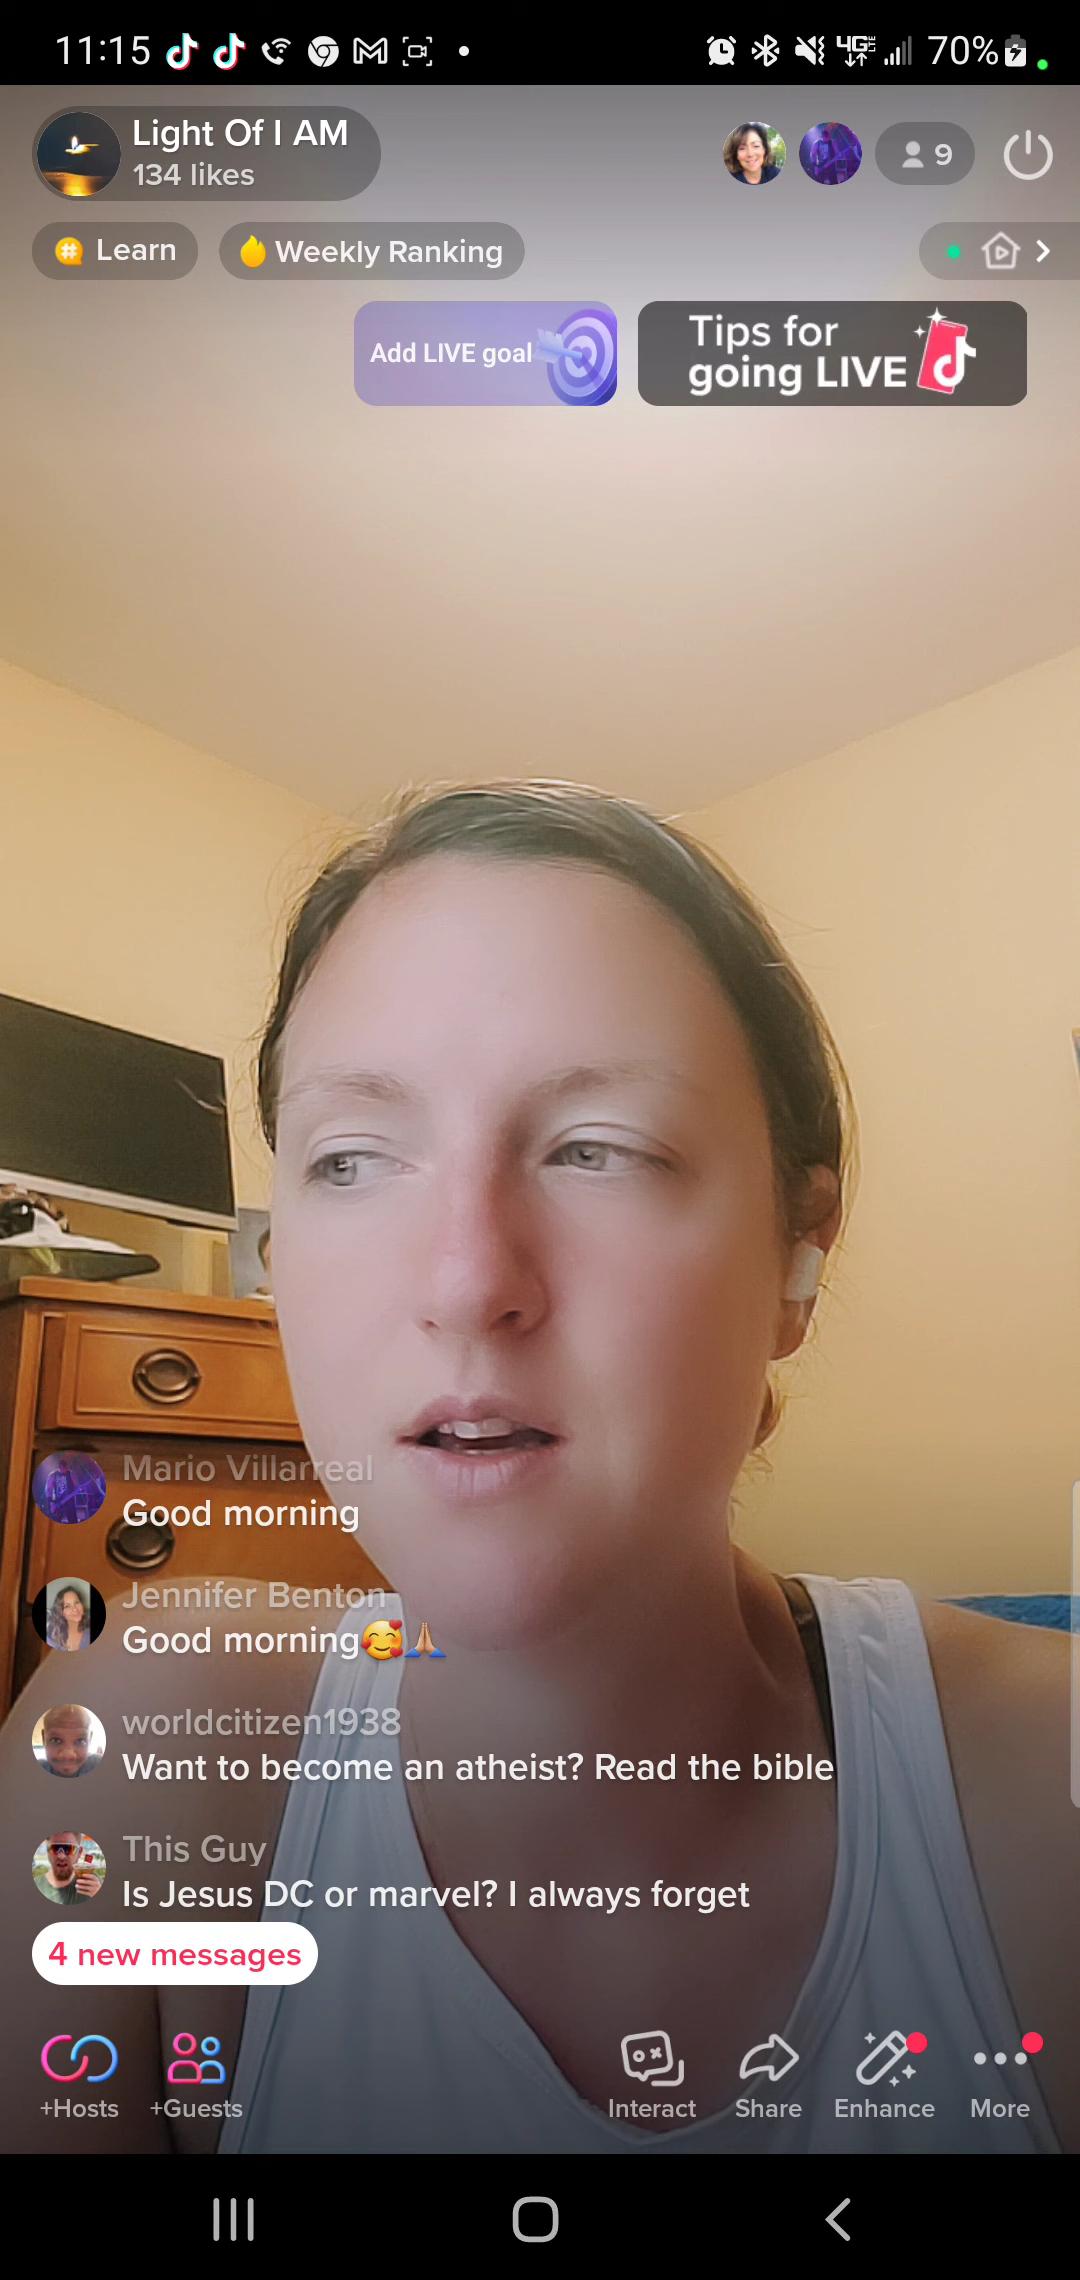 11:15
4G LTE 70%
Light Of I AM
134 likes
9
Learn
Weekly Ranking
Add LIVE goal
Tips for
going LIVE
Mario Villarreal
Good morning
Jennifer Benton
Good morning🥰🙏🏽
worldcitizen1938
Want to become an atheist? Read the bible
This Guy
Is Jesus DC or marvel? I always forget
4 new messages
+Hosts
+Guests
Interact
Share
Enhance
More